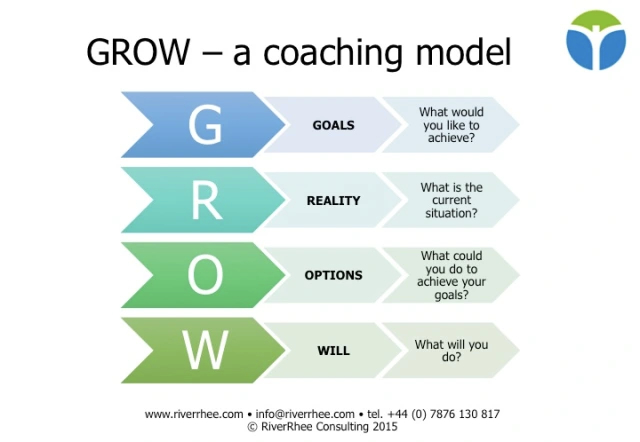 GROW – a coaching model
G
GOALS
What would
you like to
achieve?
R
REALITY
What is the
current
situation?
O
OPTIONS
What could
you do to
achieve your
goals?
W
WILL
What will you
do?
www.riverrhee.com • info@riverrhee.com • tel. +44 (0) 7876 130 817
© RiverRhee Consulting 2015